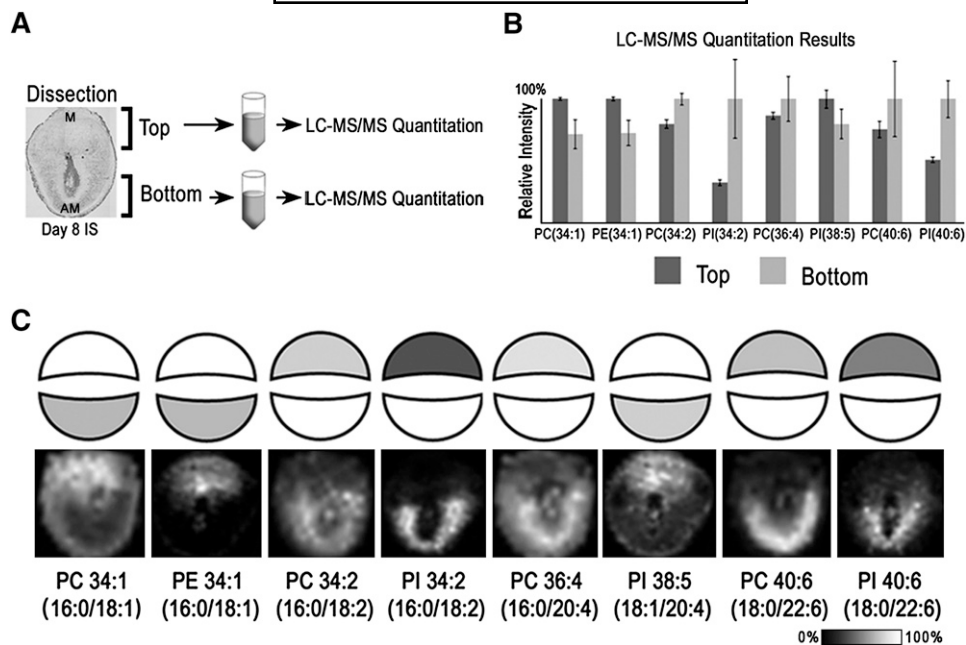 A
Dissection
M
AM
Day 8 IS
Top
LC-MS/MS Quantitation
Bottom
LC-MS/MS Quantitation
B
LC-MS/MS Quantitation Results
100%
Relative Intensity
PC(34:1) PE(34:1) PC(34:2) PI(34:2) PC(36:4) PI(38:5) PC(40:6) PI(40:6)
Top Bottom
C
PC 34:1 PE 34:1 PC 34:2 PI 34:2 PC 36:4 PI 38:5 PC 40:6 PI 40:6
(16:0/18:1) (16:0/18:1) (16:0/18:2) (16:0/18:2) (16:0/20:4) (18:1/20:4) (18:0/22:6) (18:0/22:6)
0% 100%